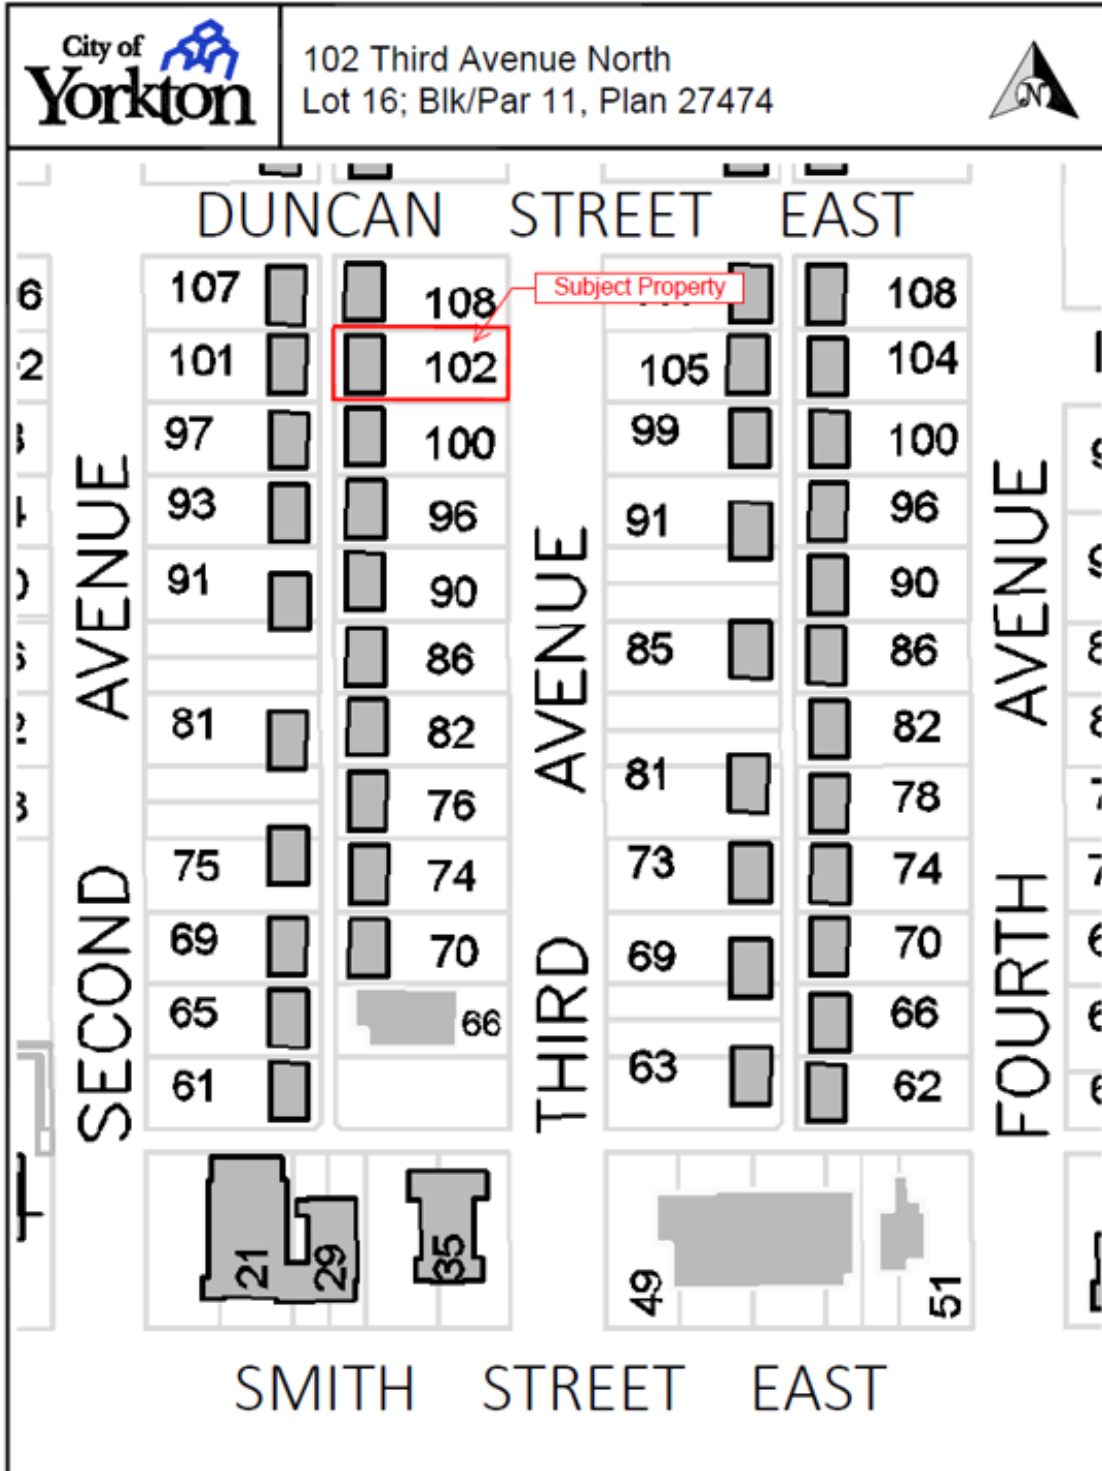 City of
Yorkton
102 Third Avenue North
Lot 16; Blk/Par 11, Plan 27474
N
DUNCAN STREET EAST
Subject Property
107 108 108
101 102 105 104
97 100 99 100
93 96 91 96
91 90 90
86 85 86
81 82 82
76 81 78
75 74 73 74
69 70 69 70
65 66 66
61 63 62
SECOND AVENUE
THIRD AVENUE
FOURTH AVENUE
21 29 35 49 51
SMITH STREET EAST